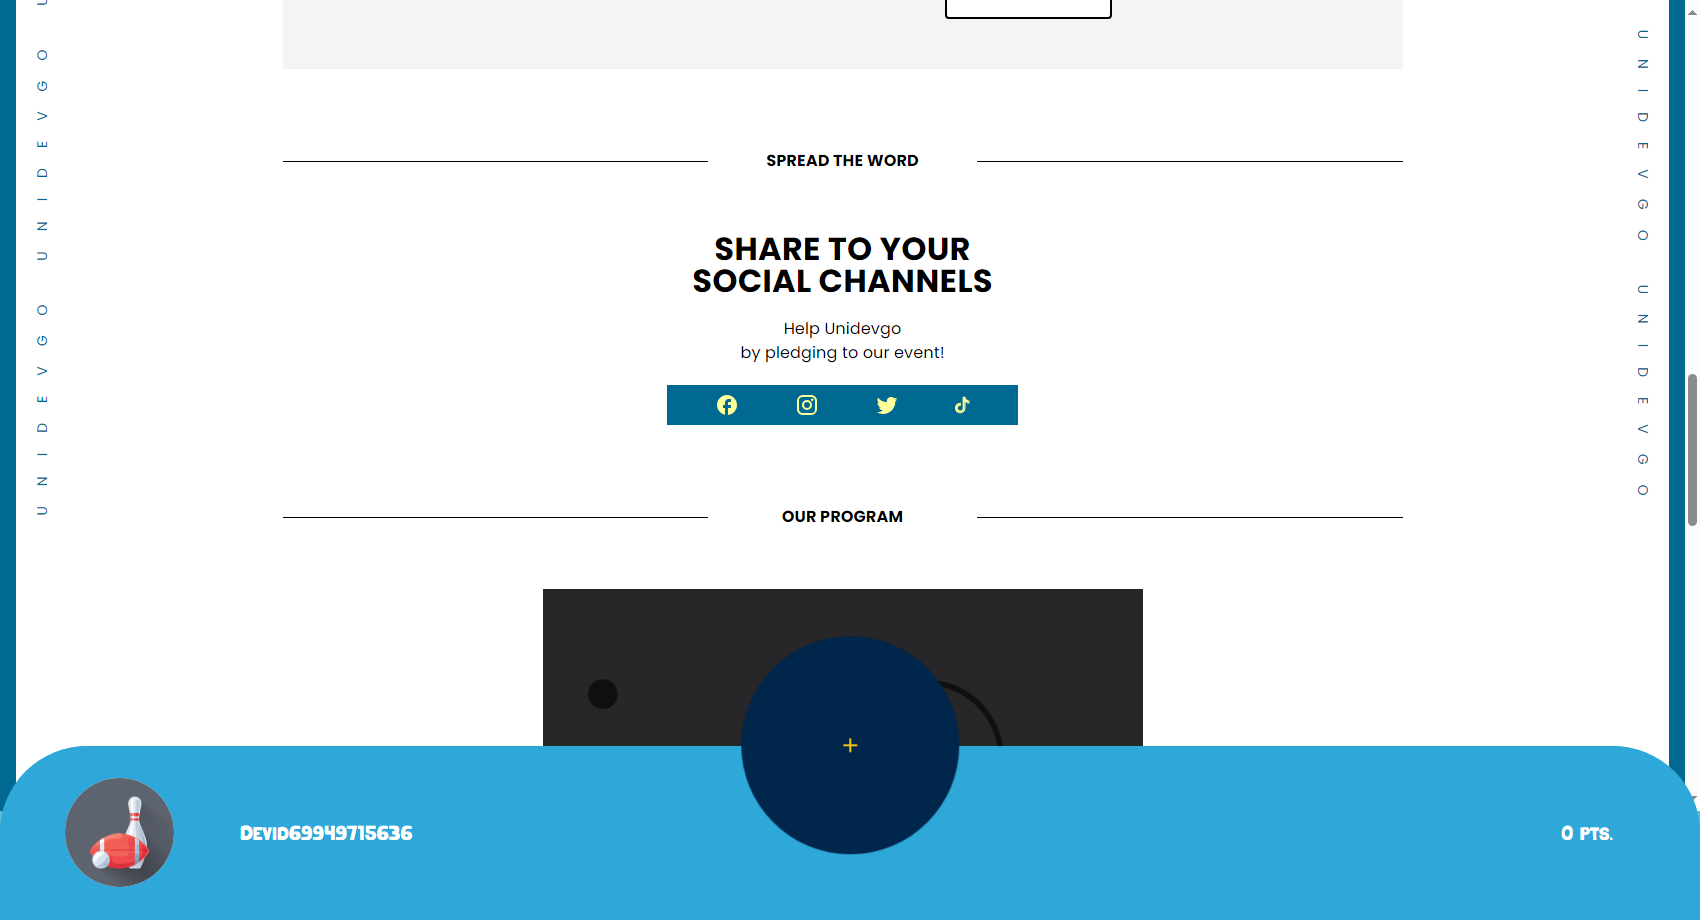 UNIDEVGO UNIDEVGO
UNIDEVGO UNIDEVGO
SPREAD THE WORD
SHARE TO YOUR
SOCIAL CHANNELS
Help Unidevgo
by pledging to our event!
OUR PROGRAM
+
Devid69949715636
0 pts.